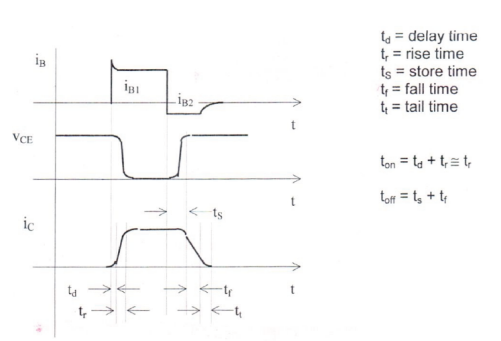 i_B
i_B1
i_B2
t
v_CE
t
t_S
i_C
t
t_d
t_f
t_r
t_t
t_d = delay time
t_r = rise time
t_S = store time
t_f = fall time
t_t = tail time
t_on = t_d + t_r ≅ t_r
t_off = t_s + t_f